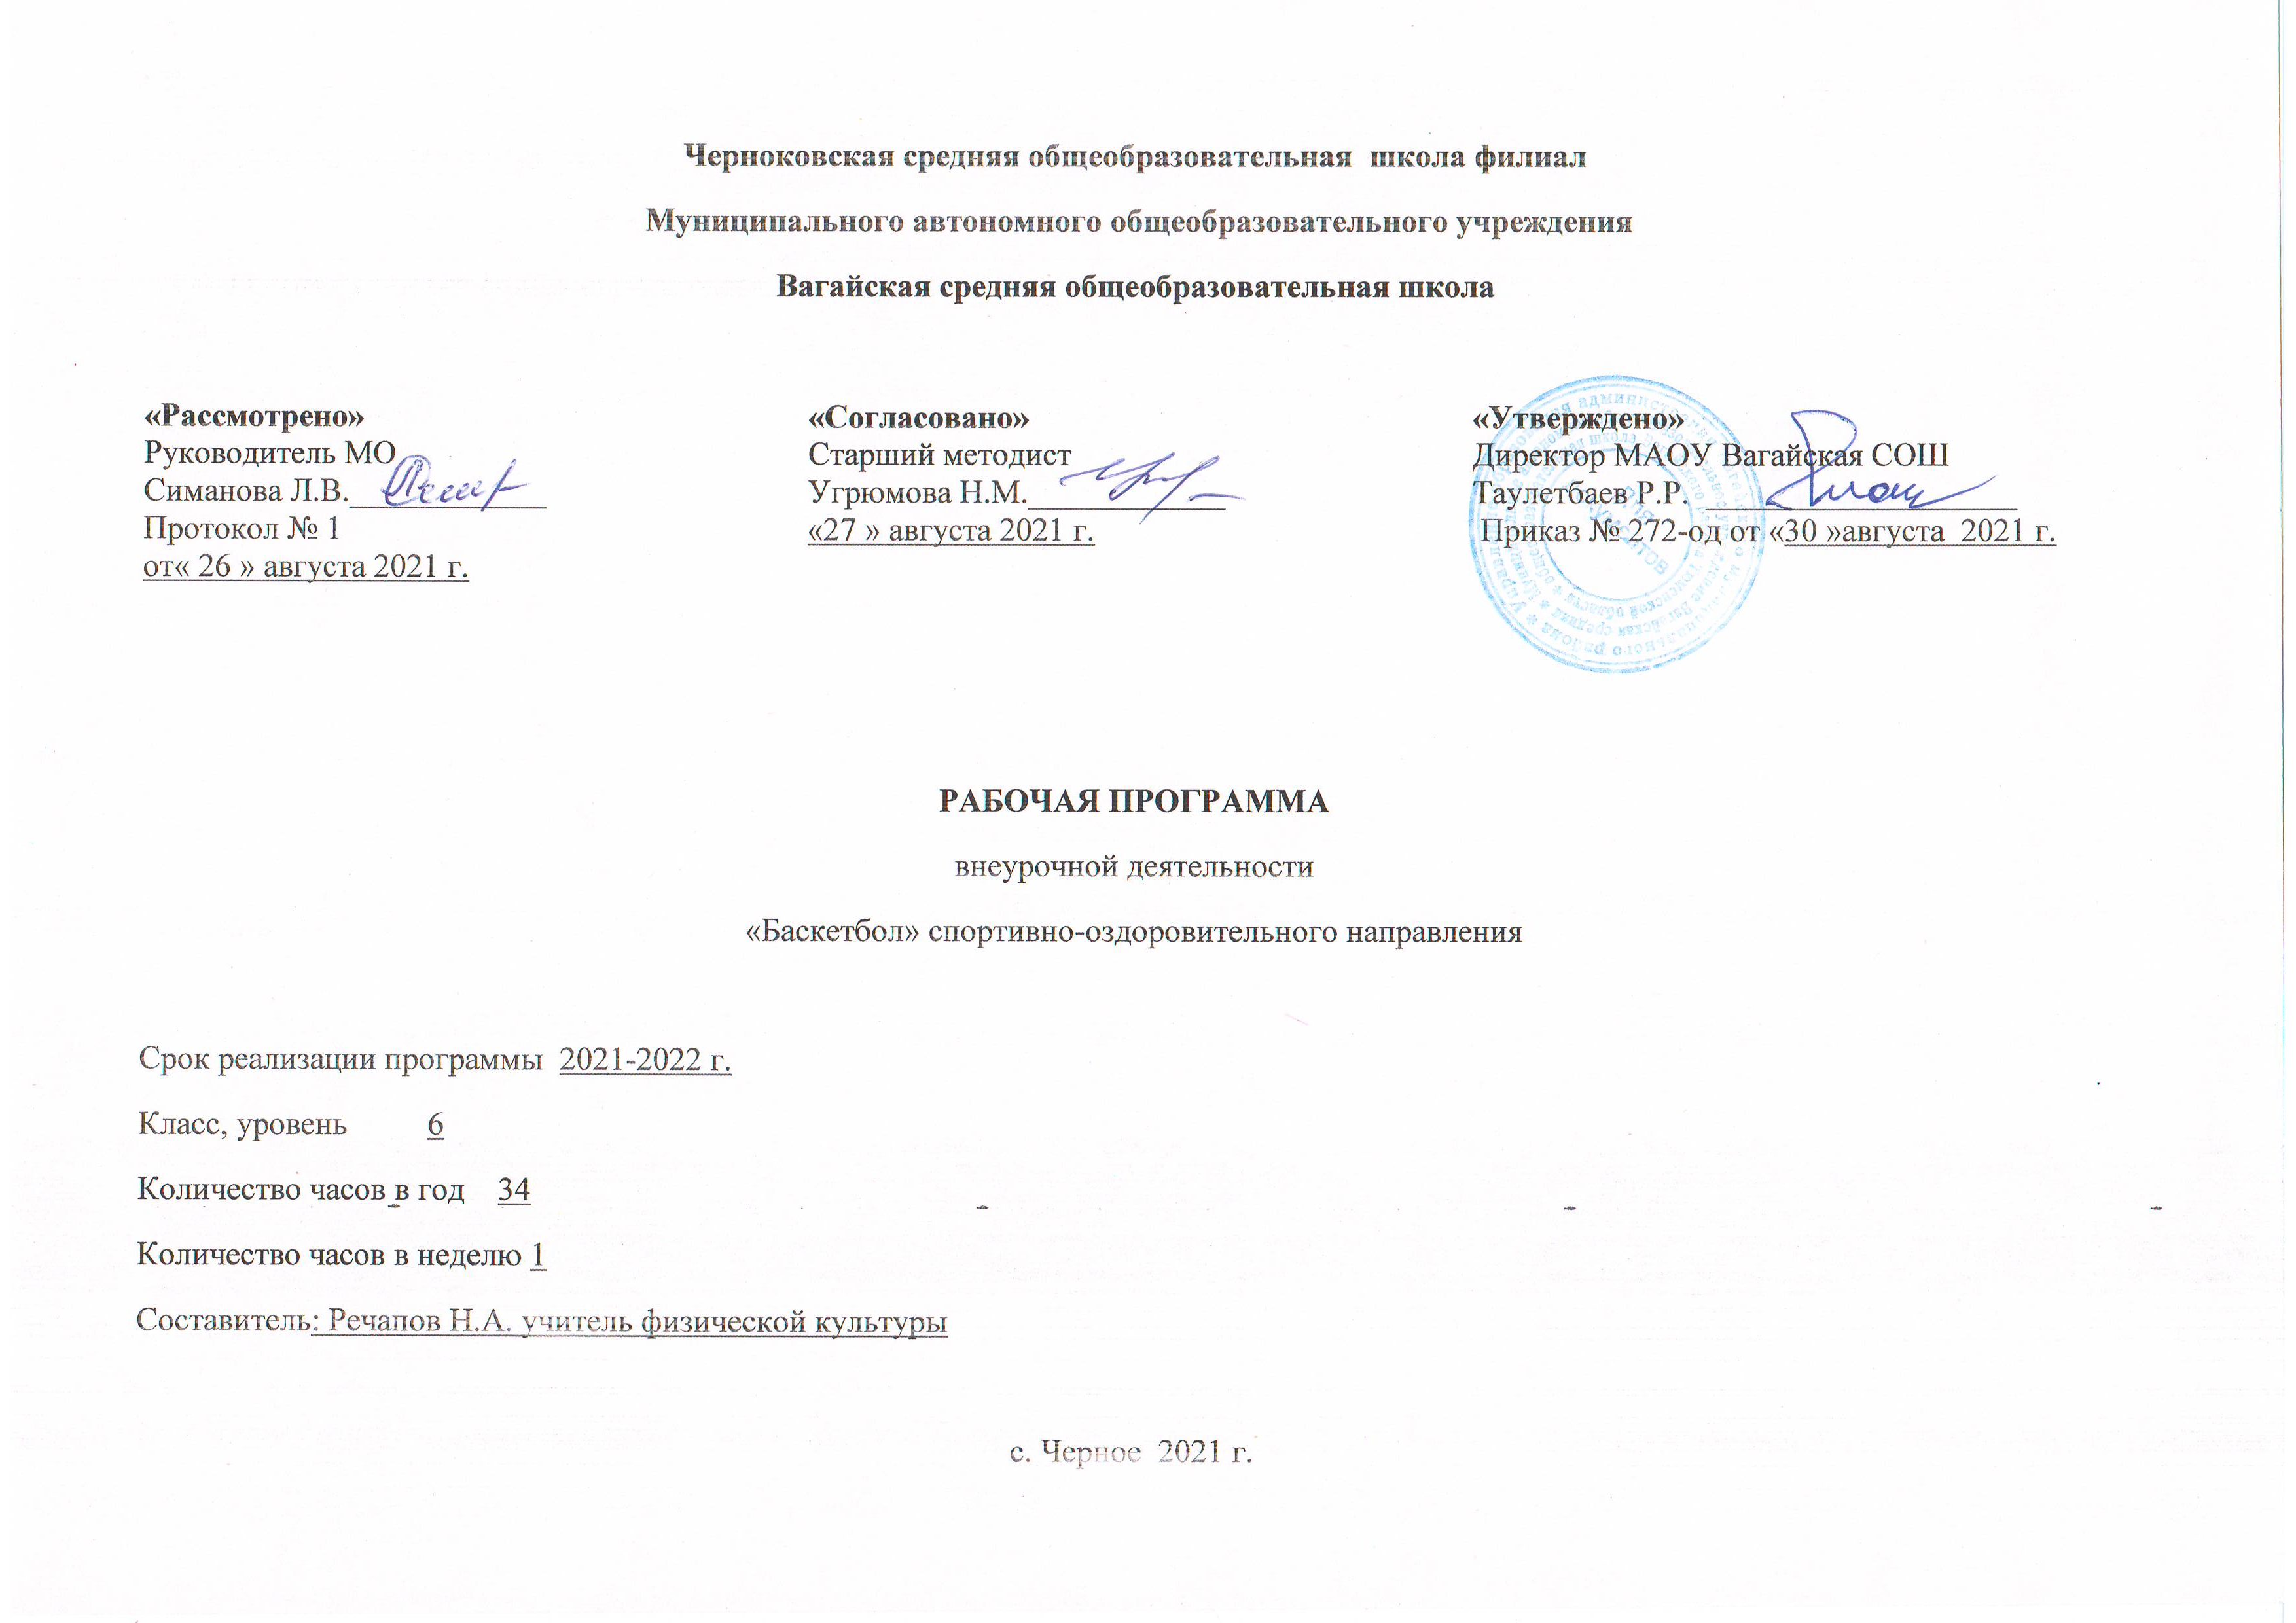 Черноковская средняя общеобразовательная школа филиал
Муниципального автономного общеобразовательного учреждения
Вагайская средняя общеобразовательная школа
«Рассмотрено»
Руководитель МО
Симанова Л.В.
Протокол № 1
от« 26 » августа 2021 г.
«Согласовано»
Старший методист
Угрюмова Н.М.
«27 » августа 2021 г.
«Утверждено»
Директор МАОУ Вагайская СОШ
Таулетбаев Р.Р.
Приказ № 272-од от «30 »августа 2021 г.
РАБОЧАЯ ПРОГРАММА
внеурочной деятельности
«Баскетбол» спортивно-оздоровительного направления
Срок реализации программы 2021-2022 г.
Класс, уровень 6
Количество часов в год 34
Количество часов в неделю 1
Составитель: Речапов Н.А. учитель физической культуры
с. Черное 2021 г.